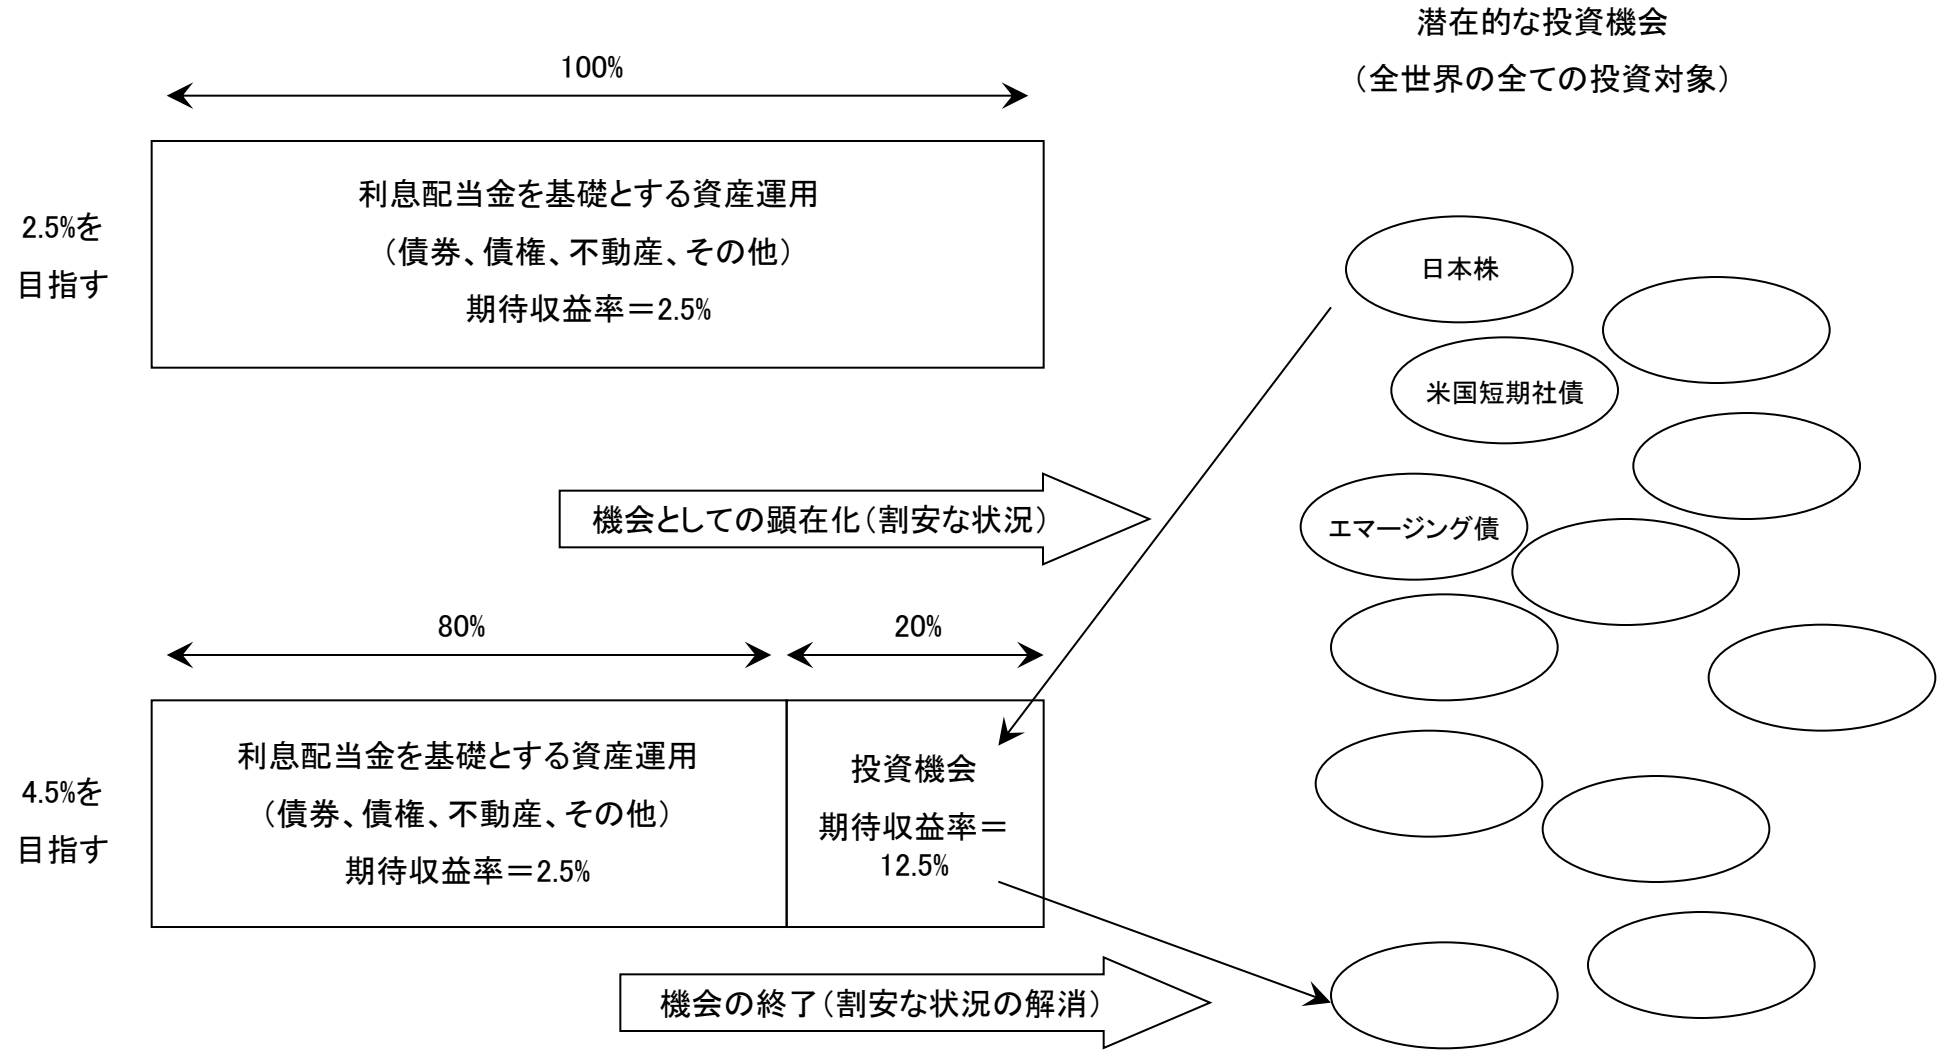 潜在的な投資機会
（全世界の全ての投資対象）
100%
利息配当金を基礎とする資産運用
（債券、債権、不動産、その他）
期待収益率＝2.5%
2.5%を
目指す
日本株
米国短期社債
エマージング債
機会としての顕在化（割安な状況）
80%
20%
利息配当金を基礎とする資産運用
（債券、債権、不動産、その他）
期待収益率＝2.5%
投資機会
期待収益率＝
12.5%
4.5%を
目指す
機会の終了（割安な状況の解消）